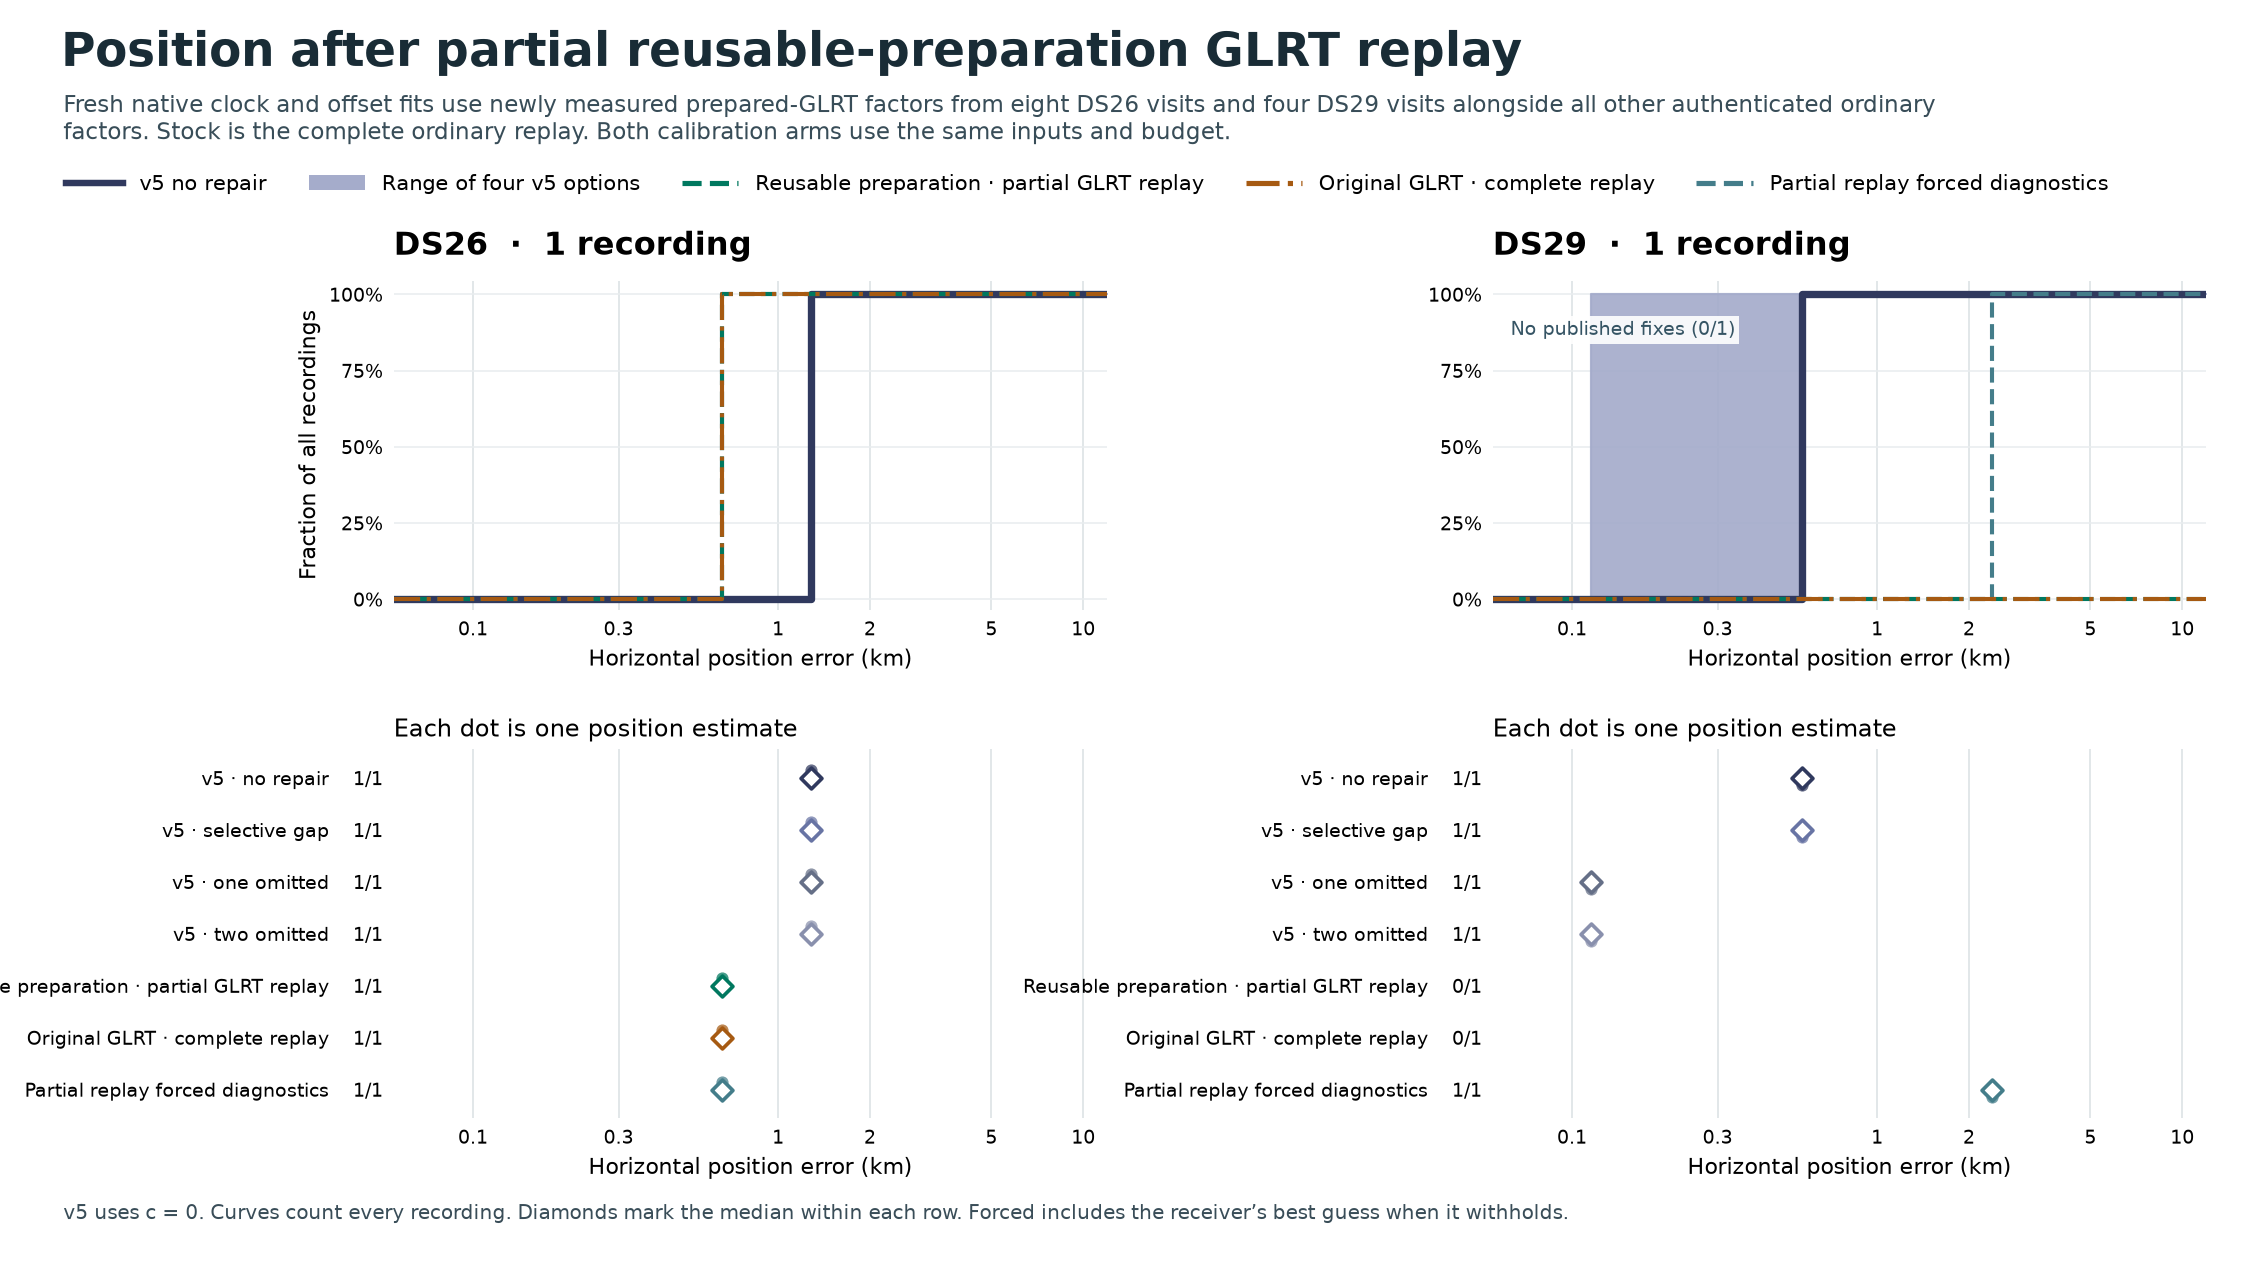 Position after partial reusable-preparation GLRT replay
Fresh native clock and offset fits use newly measured prepared-GLRT factors from eight DS26 visits and four DS29 visits alongside all other authenticated ordinary
factors. Stock is the complete ordinary replay. Both calibration arms use the same inputs and budget.
v5 no repair
Range of four v5 options
Reusable preparation · partial GLRT replay
Original GLRT · complete replay
Partial replay forced diagnostics
DS26 · 1 recording
Fraction of all recordings
100%
75%
50%
25%
0%
0.1 0.3 1 2 5 10
Horizontal position error (km)
DS29 · 1 recording
100%
75%
50%
25%
0%
No published fixes (0/1)
0.1 0.3 1 2 5 10
Horizontal position error (km)
Each dot is one position estimate
v5 · no repair 1/1
v5 · selective gap 1/1
v5 · one omitted 1/1
v5 · two omitted 1/1
e preparation · partial GLRT replay 1/1
Original GLRT · complete replay 1/1
Partial replay forced diagnostics 1/1
0.1 0.3 1 2 5 10
Horizontal position error (km)
Each dot is one position estimate
v5 · no repair 1/1
v5 · selective gap 1/1
v5 · one omitted 1/1
v5 · two omitted 1/1
Reusable preparation · partial GLRT replay 0/1
Original GLRT · complete replay 0/1
Partial replay forced diagnostics 1/1
0.1 0.3 1 2 5 10
Horizontal position error (km)
v5 uses c = 0. Curves count every recording. Diamonds mark the median within each row. Forced includes the receiver’s best guess when it withholds.